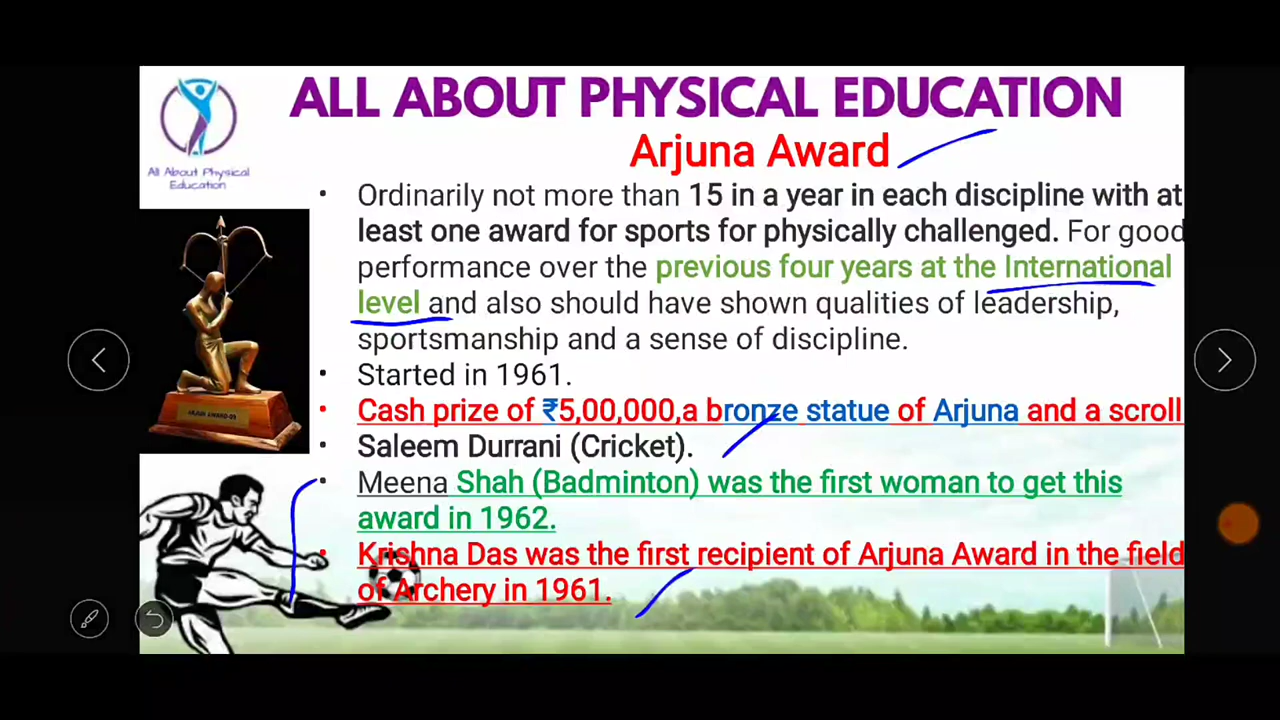 ALL ABOUT PHYSICAL EDUCATION
All About Physical
Education
Arjuna Award
• Ordinarily not more than 15 in a year in each discipline with at
least one award for sports for physically challenged. For good
performance over the previous four years at the International
level and also should have shown qualities of leadership,
sportsmanship and a sense of discipline.
• Started in 1961.
• Cash prize of ₹5,00,000,a bronze statue of Arjuna and a scroll
• Saleem Durrani (Cricket).
• Meena Shah (Badminton) was the first woman to get this
award in 1962.
• Krishna Das was the first recipient of Arjuna Award in the field
of Archery in 1961.